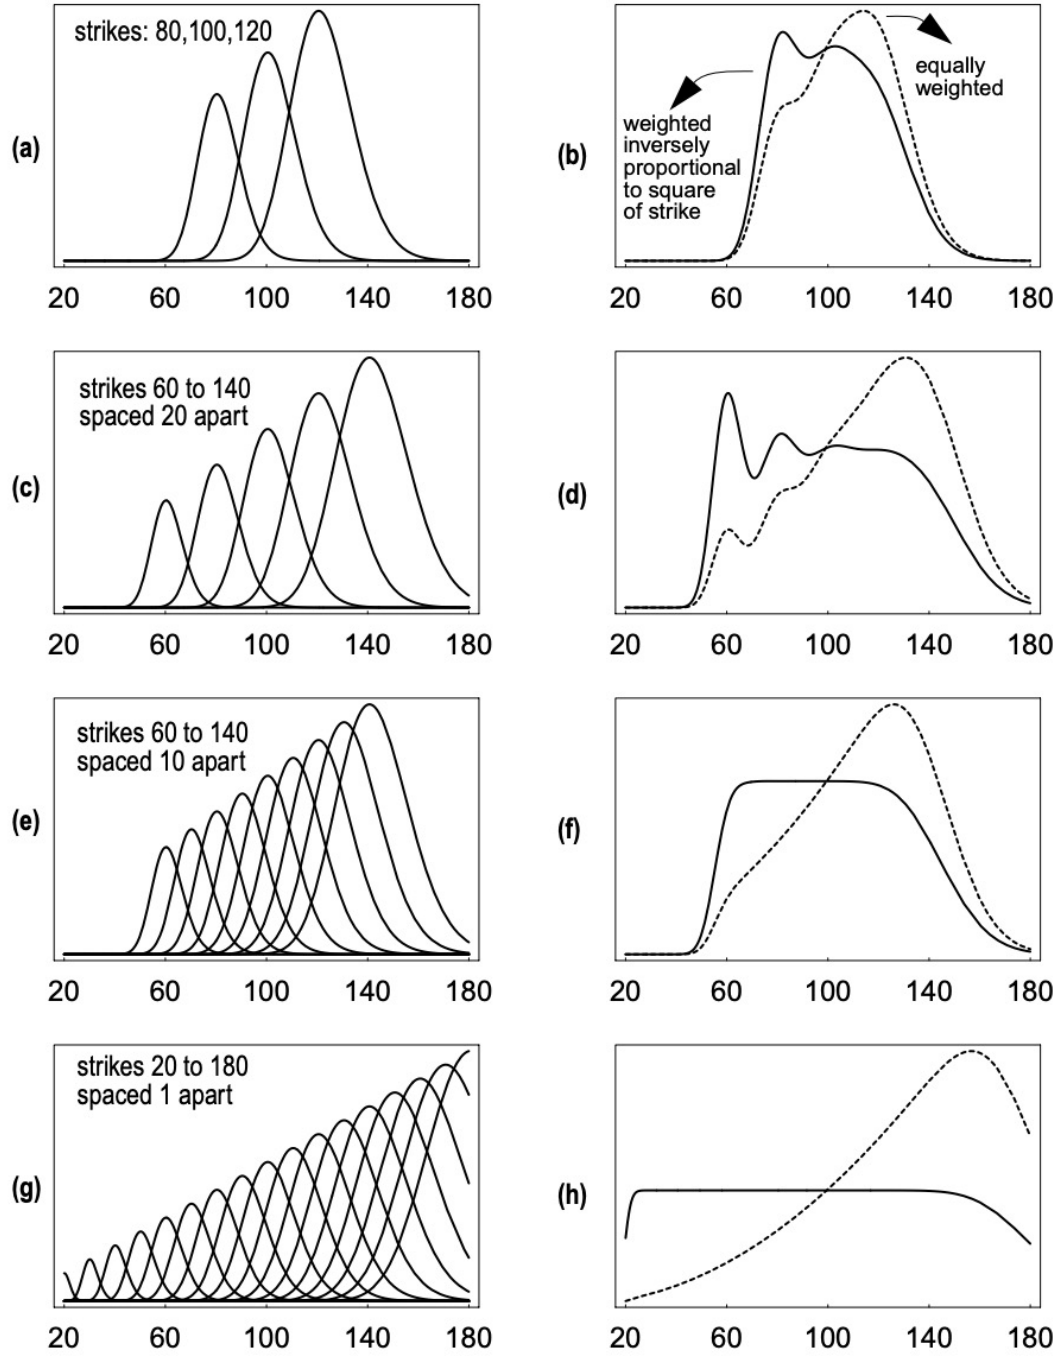 (a)
strikes: 80,100,120
20 60 100 140 180
(b)
weighted
inversely
proportional
to square
of strike
equally
weighted
20 60 100 140 180
(c)
strikes 60 to 140
spaced 20 apart
20 60 100 140 180
(d)
20 60 100 140 180
(e)
strikes 60 to 140
spaced 10 apart
20 60 100 140 180
(f)
20 60 100 140 180
(g)
strikes 20 to 180
spaced 1 apart
20 60 100 140 180
(h)
20 60 100 140 180